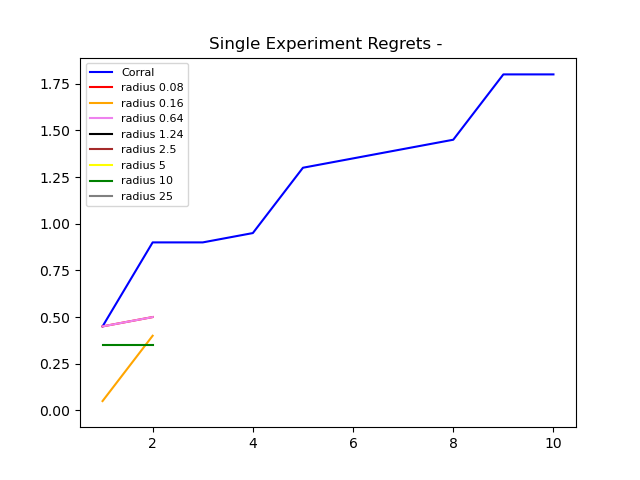 Single Experiment Regrets -
Corral
radius 0.08
radius 0.16
radius 0.64
radius 1.24
radius 2.5
radius 5
radius 10
radius 25
1.75
1.50
1.25
1.00
0.75
0.50
0.25
0.00
2
4
6
8
10